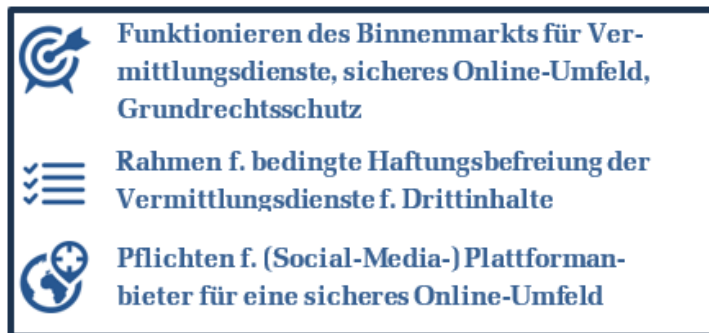 Funktionieren des Binnenmarkts für Ver-
mittlungsdienste, sicheres Online-Umfeld,
Grundrechtsschutz
Rahmen f. bedingte Haftungsbefreiung der
Vermittlungsdienste f. Drittinhalte
Pflichten f. (Social-Media-) Plattforman-
bieter für eine sicheres Online-Umfeld